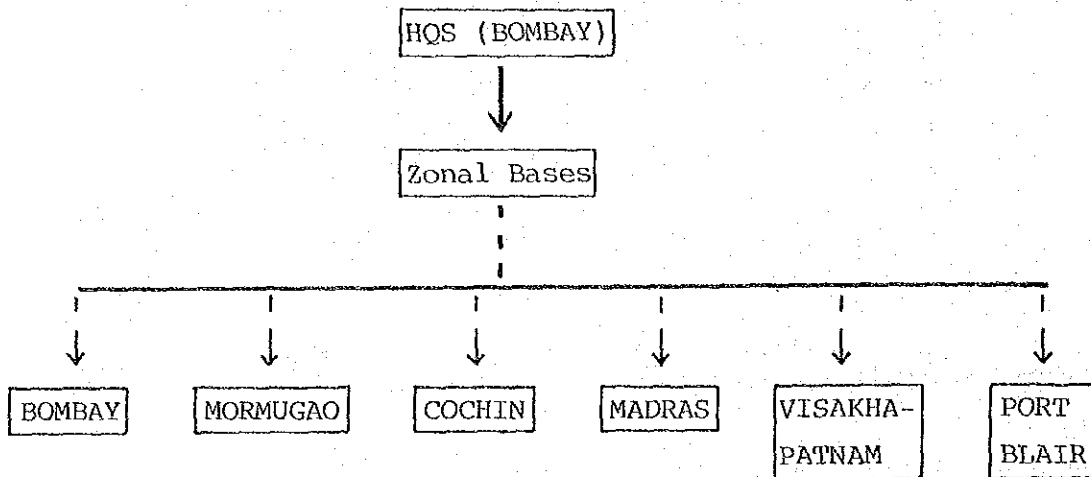 HQS (BOMBAY)
Zonal Bases
BOMBAY
MORMUGAO
COCHIN
MADRAS
VISAKHA-
PATNAM
PORT
BLAIR